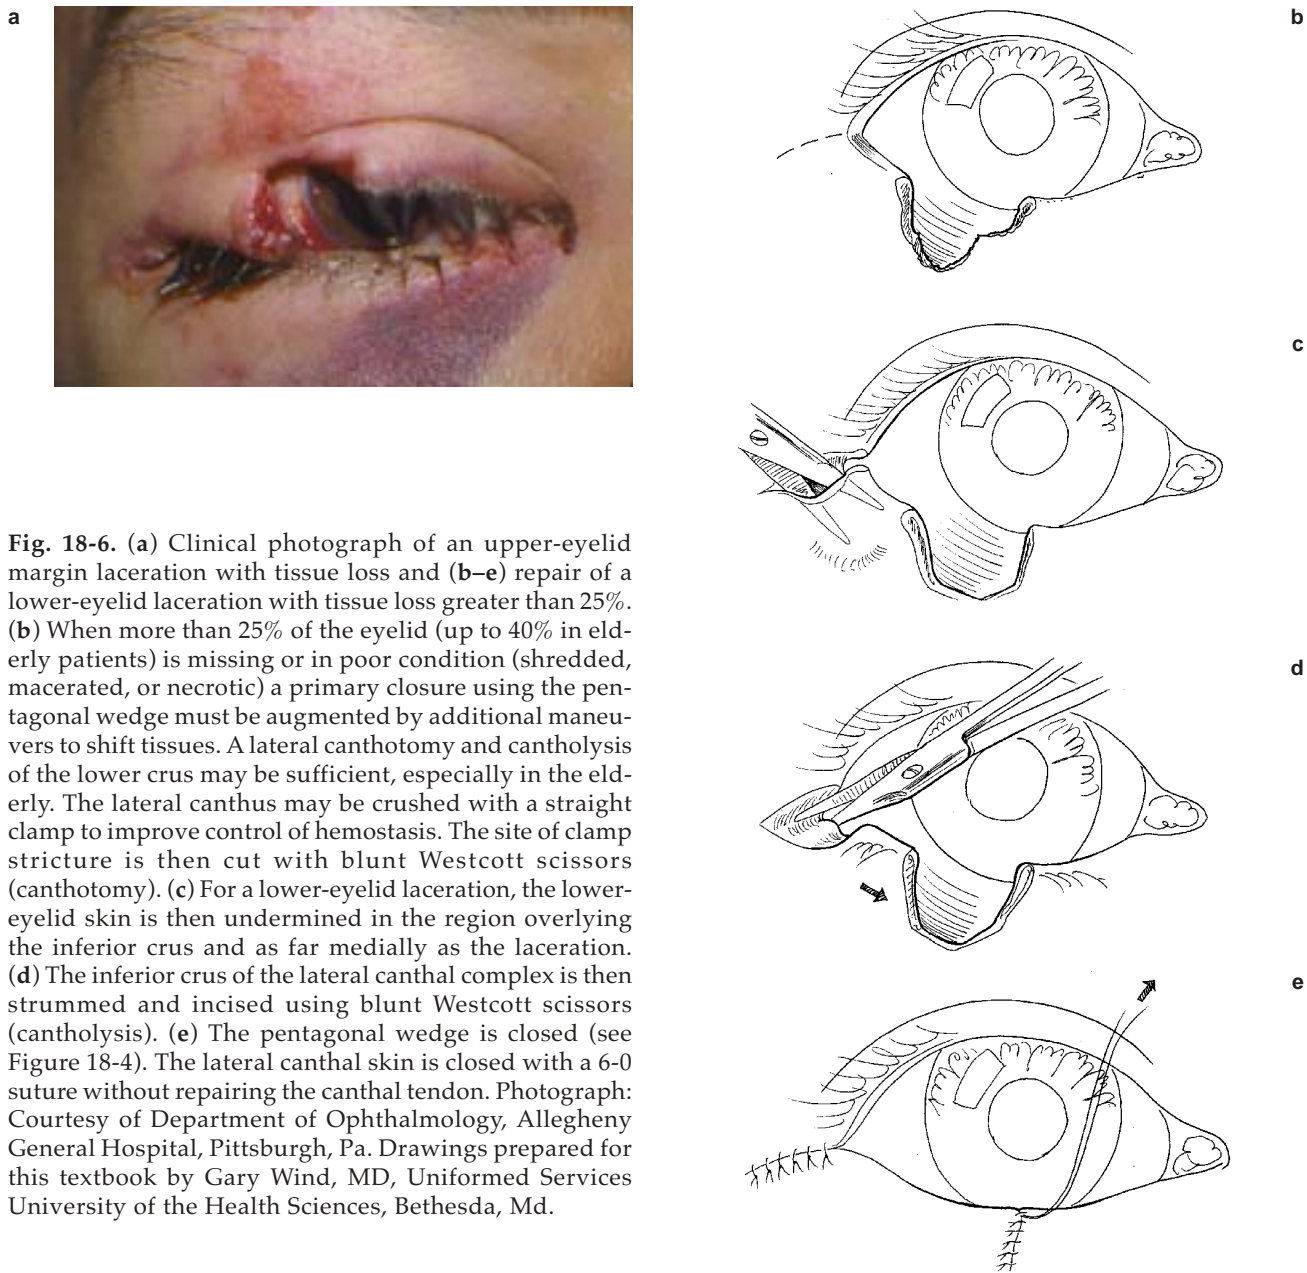 a
b
c
d
e
Fig. 18-6. (a) Clinical photograph of an upper-eyelid
margin laceration with tissue loss and (b–e) repair of a
lower-eyelid laceration with tissue loss greater than 25%.
(b) When more than 25% of the eyelid (up to 40% in eld-
erly patients) is missing or in poor condition (shredded,
macerated, or necrotic) a primary closure using the pen-
tagonal wedge must be augmented by additional maneu-
vers to shift tissues. A lateral canthotomy and cantholysis
of the lower crus may be sufficient, especially in the eld-
erly. The lateral canthus may be crushed with a straight
clamp to improve control of hemostasis. The site of clamp
stricture is then cut with blunt Westcott scissors
(canthotomy). (c) For a lower-eyelid laceration, the lower-
eyelid skin is then undermined in the region overlying
the inferior crus and as far medially as the laceration.
(d) The inferior crus of the lateral canthal complex is then
strummed and incised using blunt Westcott scissors
(cantholysis). (e) The pentagonal wedge is closed (see
Figure 18-4). The lateral canthal skin is closed with a 6-0
suture without repairing the canthal tendon. Photograph:
Courtesy of Department of Ophthalmology, Allegheny
General Hospital, Pittsburgh, Pa. Drawings prepared for
this textbook by Gary Wind, MD, Uniformed Services
University of the Health Sciences, Bethesda, Md.